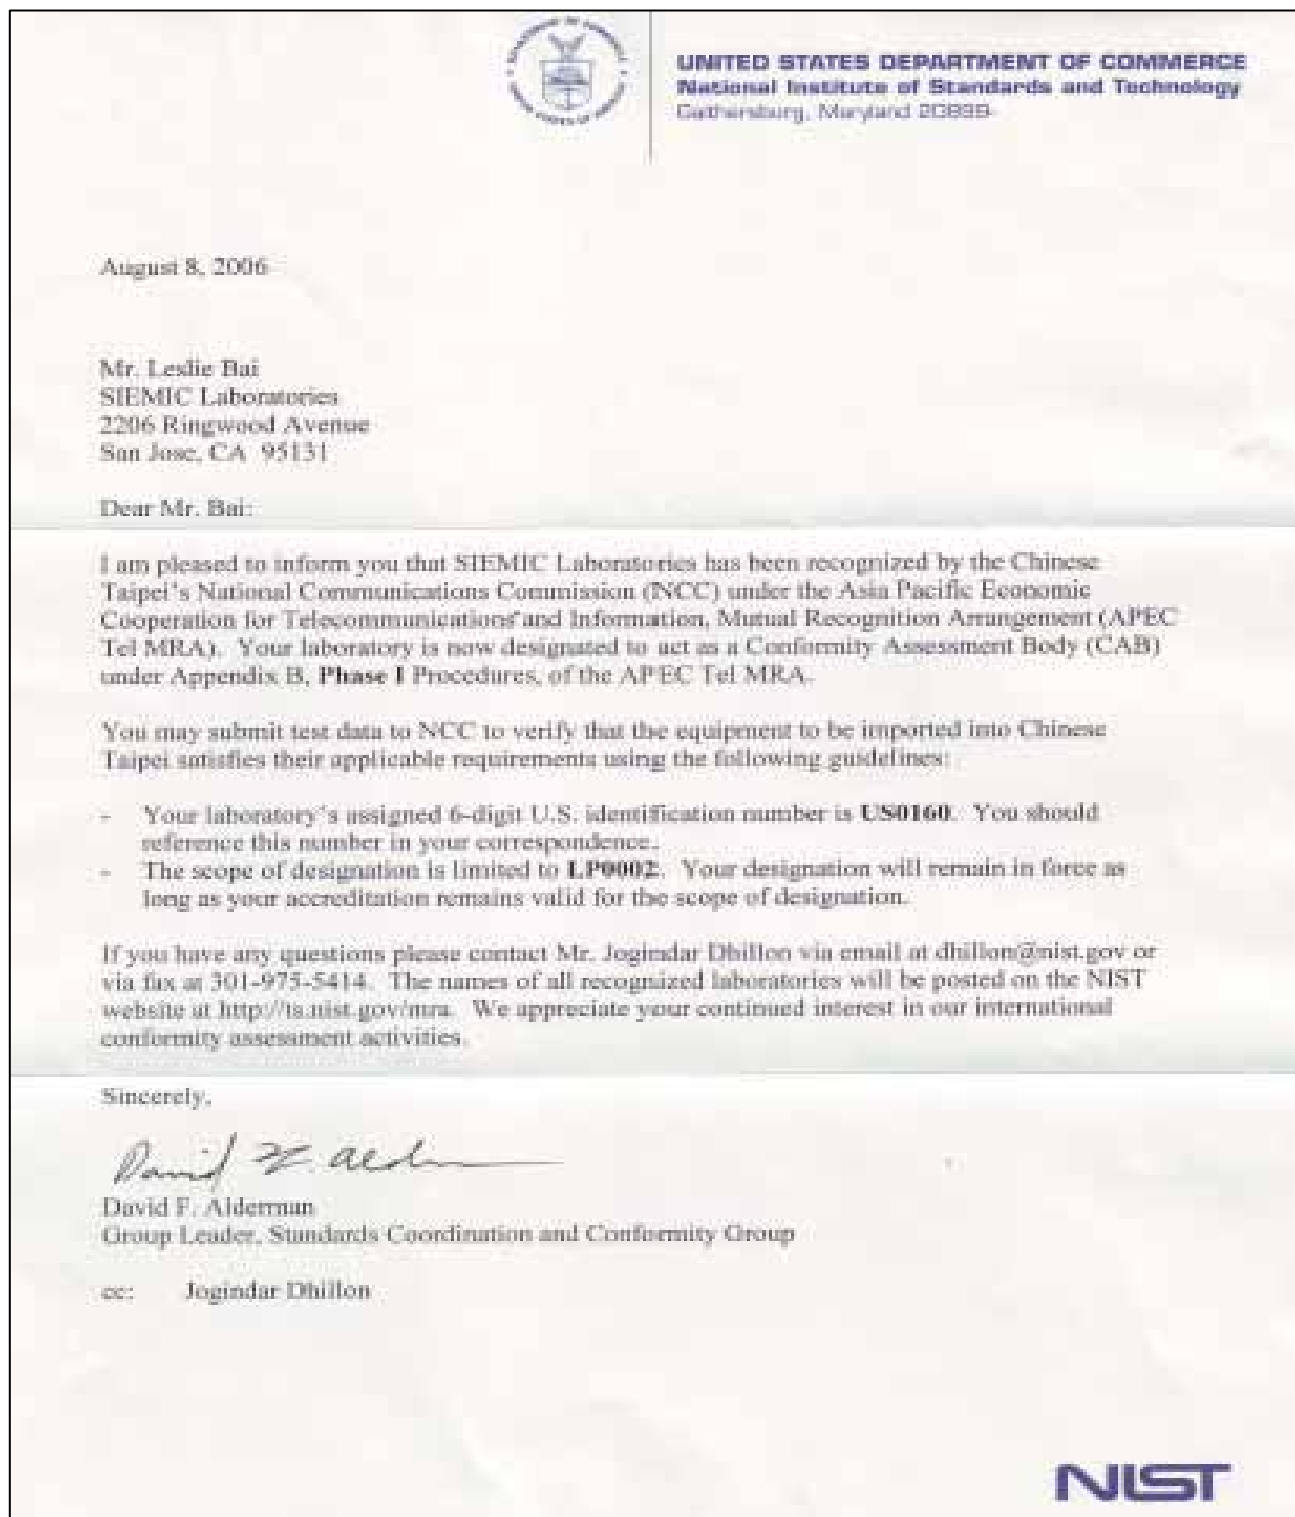 UNITED STATES DEPARTMENT OF COMMERCE
National Institute of Standards and Technology
Gaithersburg, Maryland 20899-
August 8, 2006
Mr. Leslie Bai
SIEMIC Laboratories
2206 Ringwood Avenue
San Jose, CA 95131
Dear Mr. Bai:
I am pleased to inform you that SIEMIC Laboratories has been recognized by the Chinese
Taipei's National Communications Commission (NCC) under the Asia Pacific Economic
Cooperation for Telecommunications and Information, Mutual Recognition Arrangement (APEC
Tel MRA). Your laboratory is now designated to act as a Conformity Assessment Body (CAB)
under Appendix B, Phase I Procedures, of the APEC Tel MRA.
You may submit test data to NCC to verify that the equipment to be imported into Chinese
Taipei satisfies their applicable requirements using the following guidelines:
- Your laboratory's assigned 6-digit U.S. identification number is US0160. You should
reference this number in your correspondence.
- The scope of designation is limited to LP0002. Your designation will remain in force as
long as your accreditation remains valid for the scope of designation.
If you have any questions please contact Mr. Jogindar Dhillon via email at dhillon@nist.gov or
via fax at 301-975-5414. The names of all recognized laboratories will be posted on the NIST
website at http://ts.nist.gov/mra. We appreciate your continued interest in our international
conformity assessment activities.
Sincerely,
David F. Alderman
David F. Alderman
Group Leader, Standards Coordination and Conformity Group
cc: Jogindar Dhillon
NIST